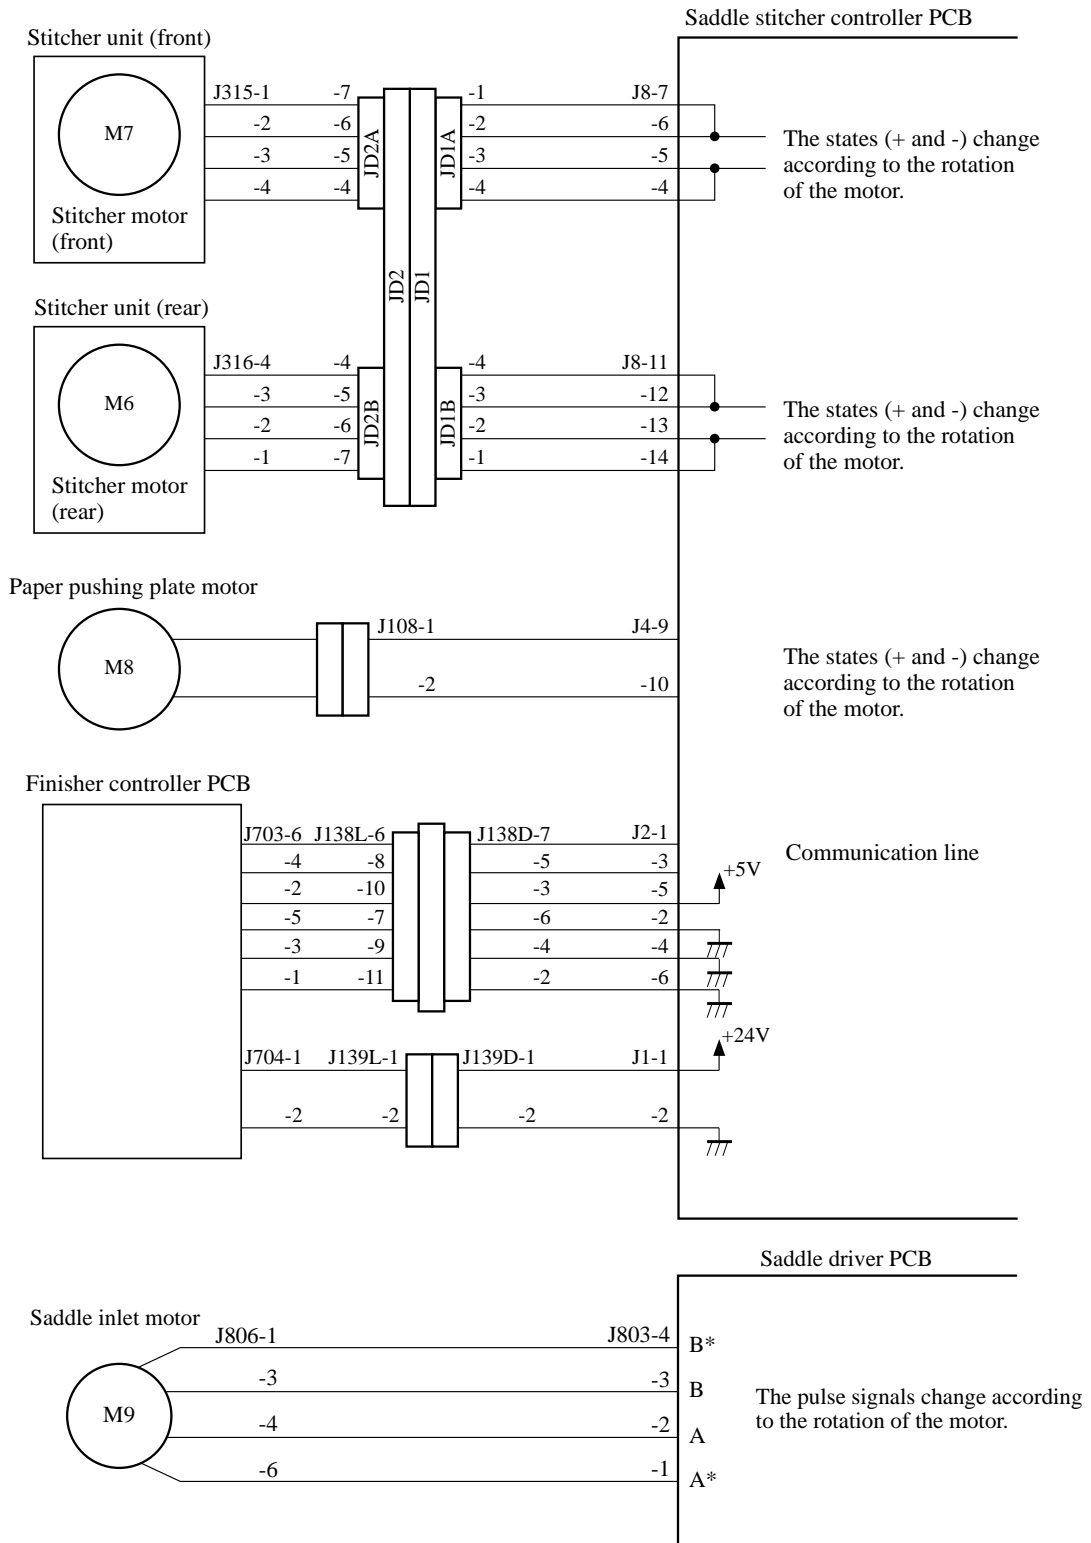 Saddle stitcher controller PCB
Stitcher unit (front)
M7
Stitcher motor
(front)
J315-1 -7 -1 J8-7
-2 -6 -2 -6
-3 -5 -3 -5
-4 -4 -4 -4
JD2A
JD1A
The states (+ and -) change
according to the rotation
of the motor.
JD2
JD1
Stitcher unit (rear)
M6
Stitcher motor
(rear)
J316-4 -4 -4 J8-11
-3 -5 -3 -12
-2 -6 -2 -13
-1 -7 -1 -14
JD2B
JD1B
The states (+ and -) change
according to the rotation
of the motor.
Paper pushing plate motor
M8
J108-1 J4-9
-2 -10
The states (+ and -) change
according to the rotation
of the motor.
Finisher controller PCB
J703-6 J138L-6 J138D-7 J2-1
-4 -8 -5 -3
-2 -10 -3 -5
-5 -7 -6 -2
-3 -9 -4 -4
-1 -11 -2 -6
Communication line
+5V
+24V
J704-1 J139L-1 J139D-1 J1-1
-2 -2 -2 -2
Saddle driver PCB
Saddle inlet motor
M9
J806-1 J803-4 B*
-3 -3 B
-4 -2 A
-6 -1 A*
The pulse signals change according
to the rotation of the motor.